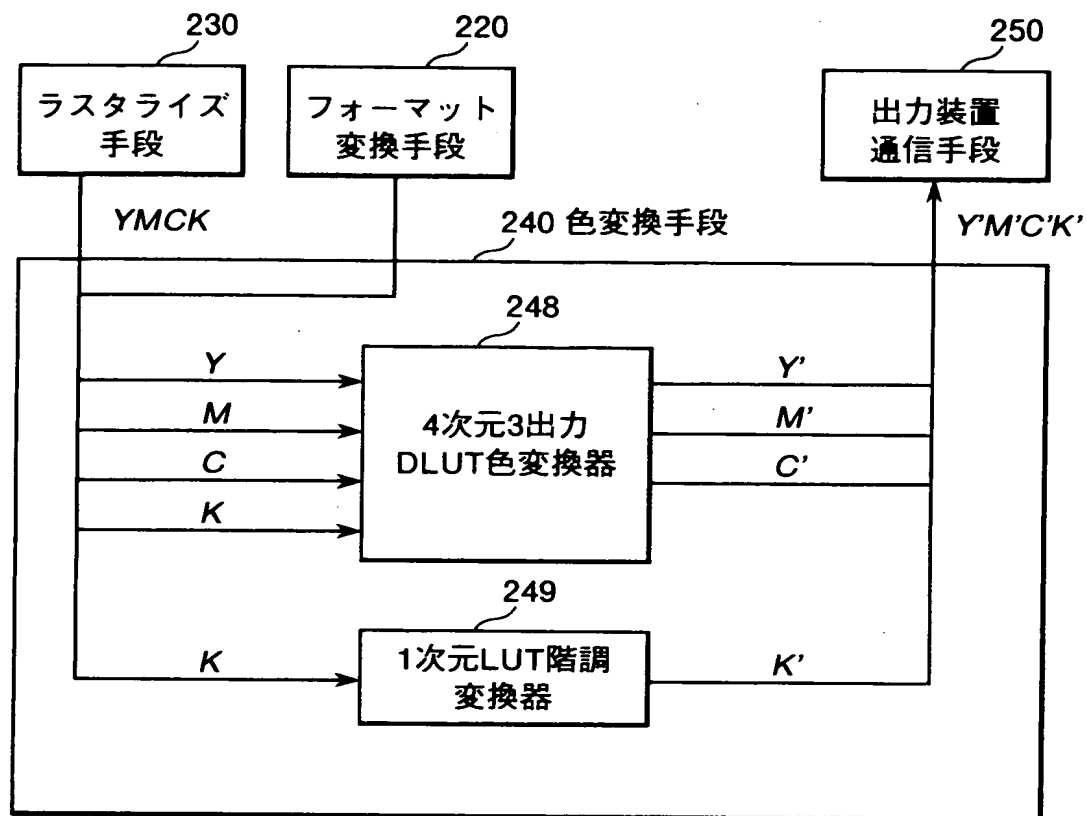 230
220
250
ラスタライズ
手段
フォーマット
変換手段
出力装置
通信手段
YMCK
240 色変換手段
Y'M'C'K'
248
Y
M
C
K
4次元3出力
DLUT色変換器
Y'
M'
C'
249
K
1次元LUT階調
変換器
K'